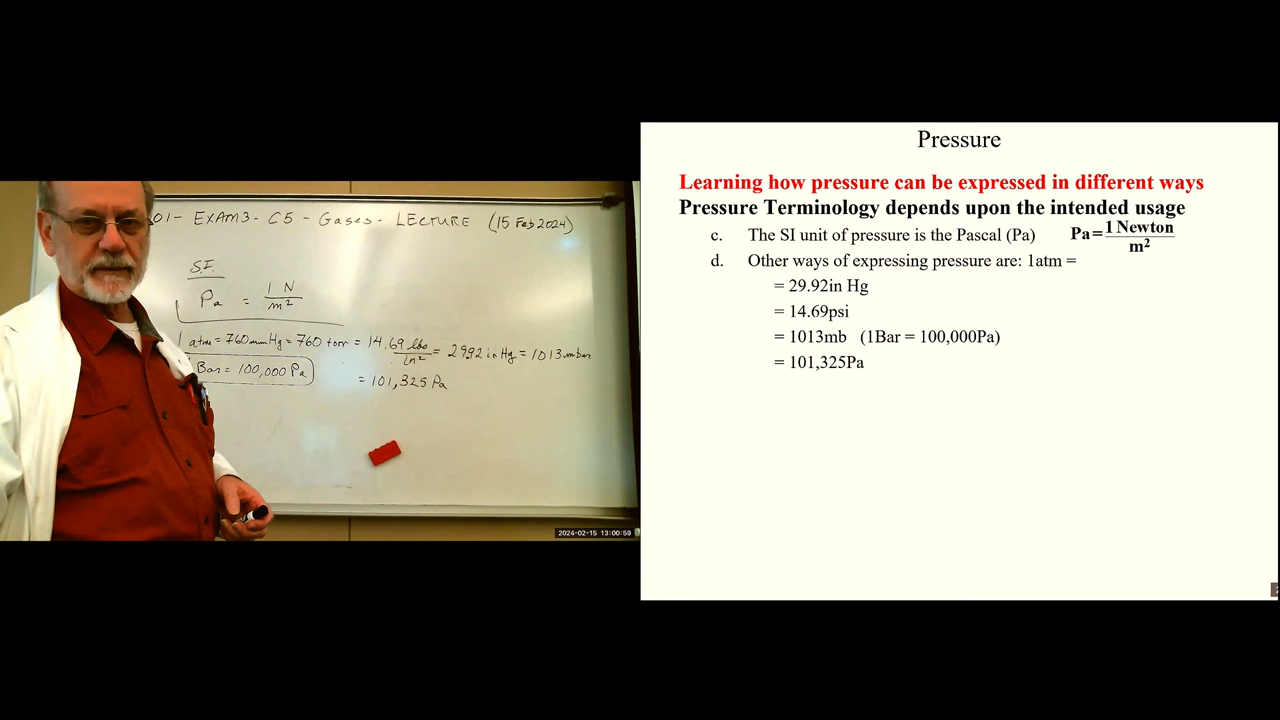 01- EXAM3- C5 - Gases- LECTURE (15 Feb 2024)
S.I.
Pa = 1 N / m²
1 atm = 760 mmHg = 760 torr = 14.69 lbs / in² = 29.92 in Hg = 1013 mbar
Bar = 100,000 Pa
= 101,325 Pa
2024-02-15 13:00:59
Pressure
Learning how pressure can be expressed in different ways
Pressure Terminology depends upon the intended usage
c. The SI unit of pressure is the Pascal (Pa) Pa=1 Newton / m²
d. Other ways of expressing pressure are: 1atm =
= 29.92in Hg
= 14.69psi
= 1013mb (1Bar = 100,000Pa)
= 101,325Pa